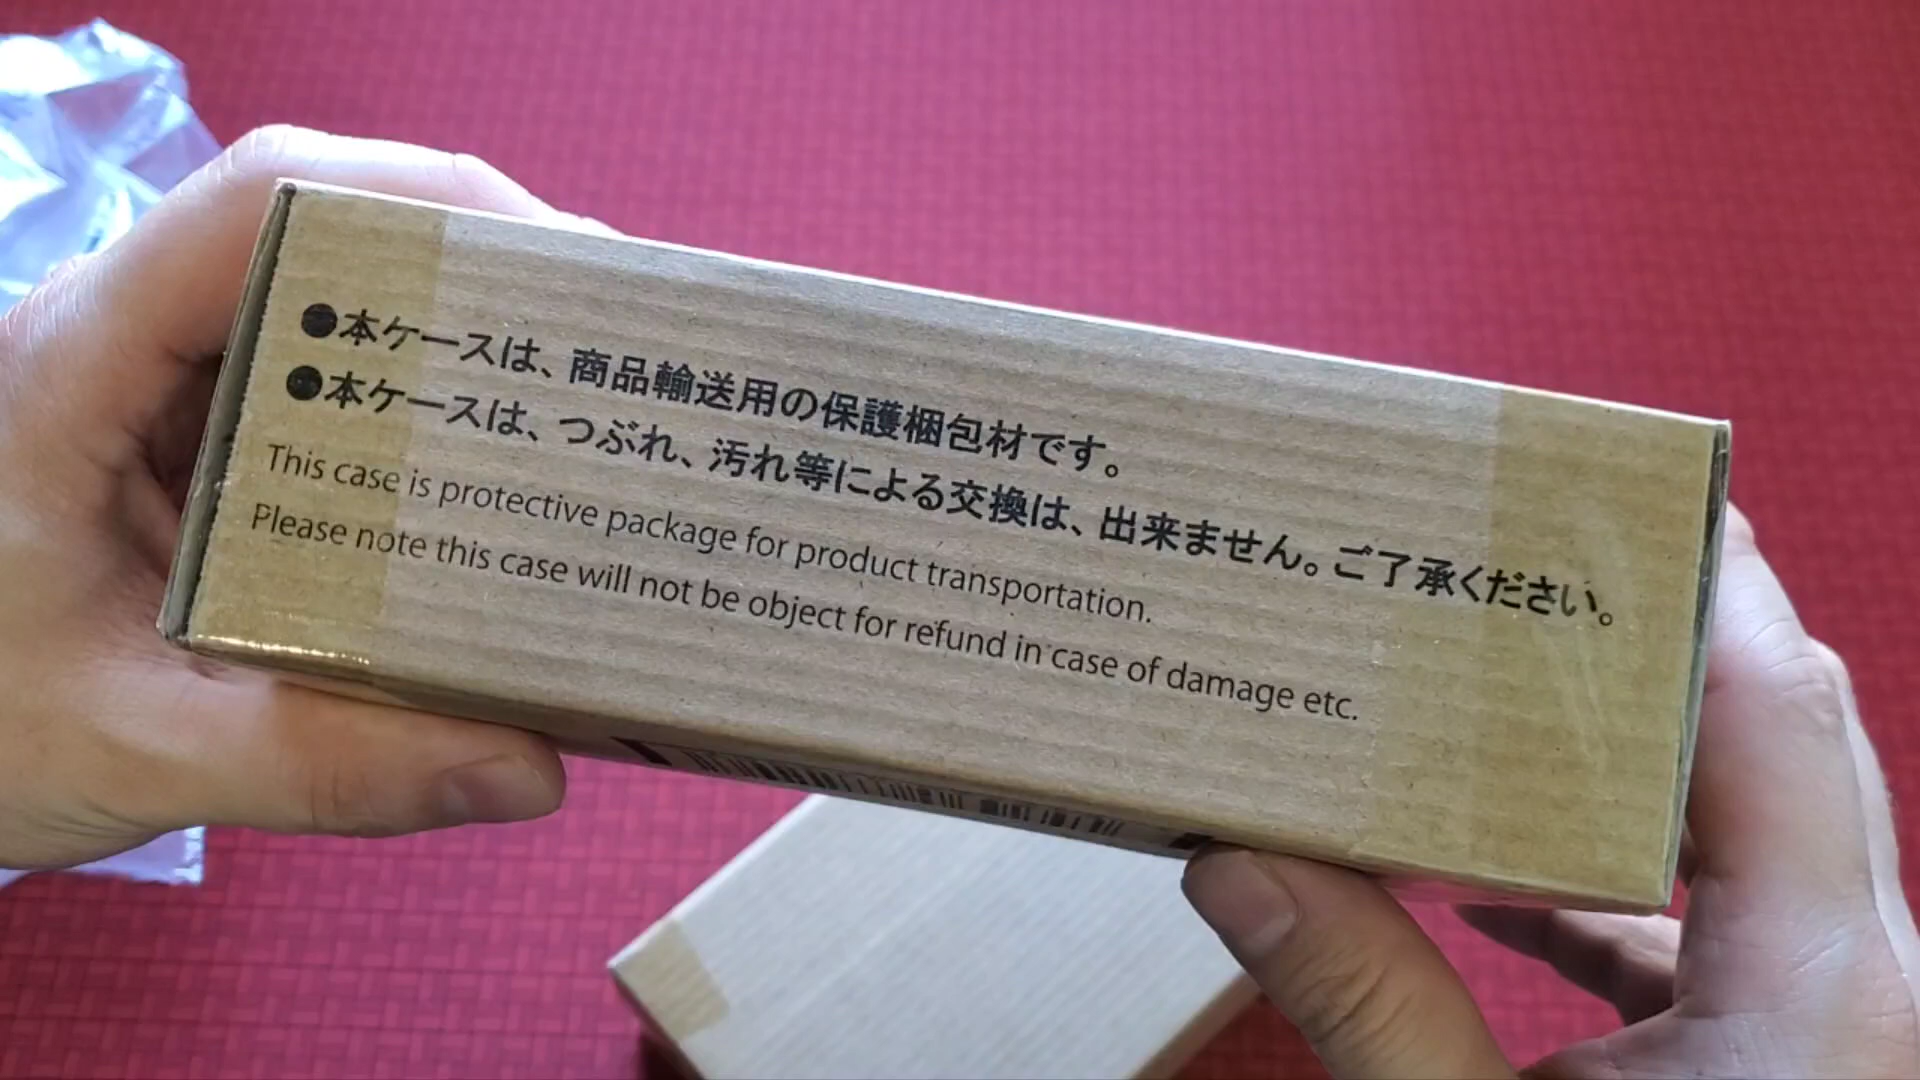 ●本ケースは、商品輸送用の保護梱包材です。
●本ケースは、つぶれ、汚れ等による交換は、出来ません。ご了承ください。
This case is protective package for product transportation.
Please note this case will not be object for refund in case of damage etc.